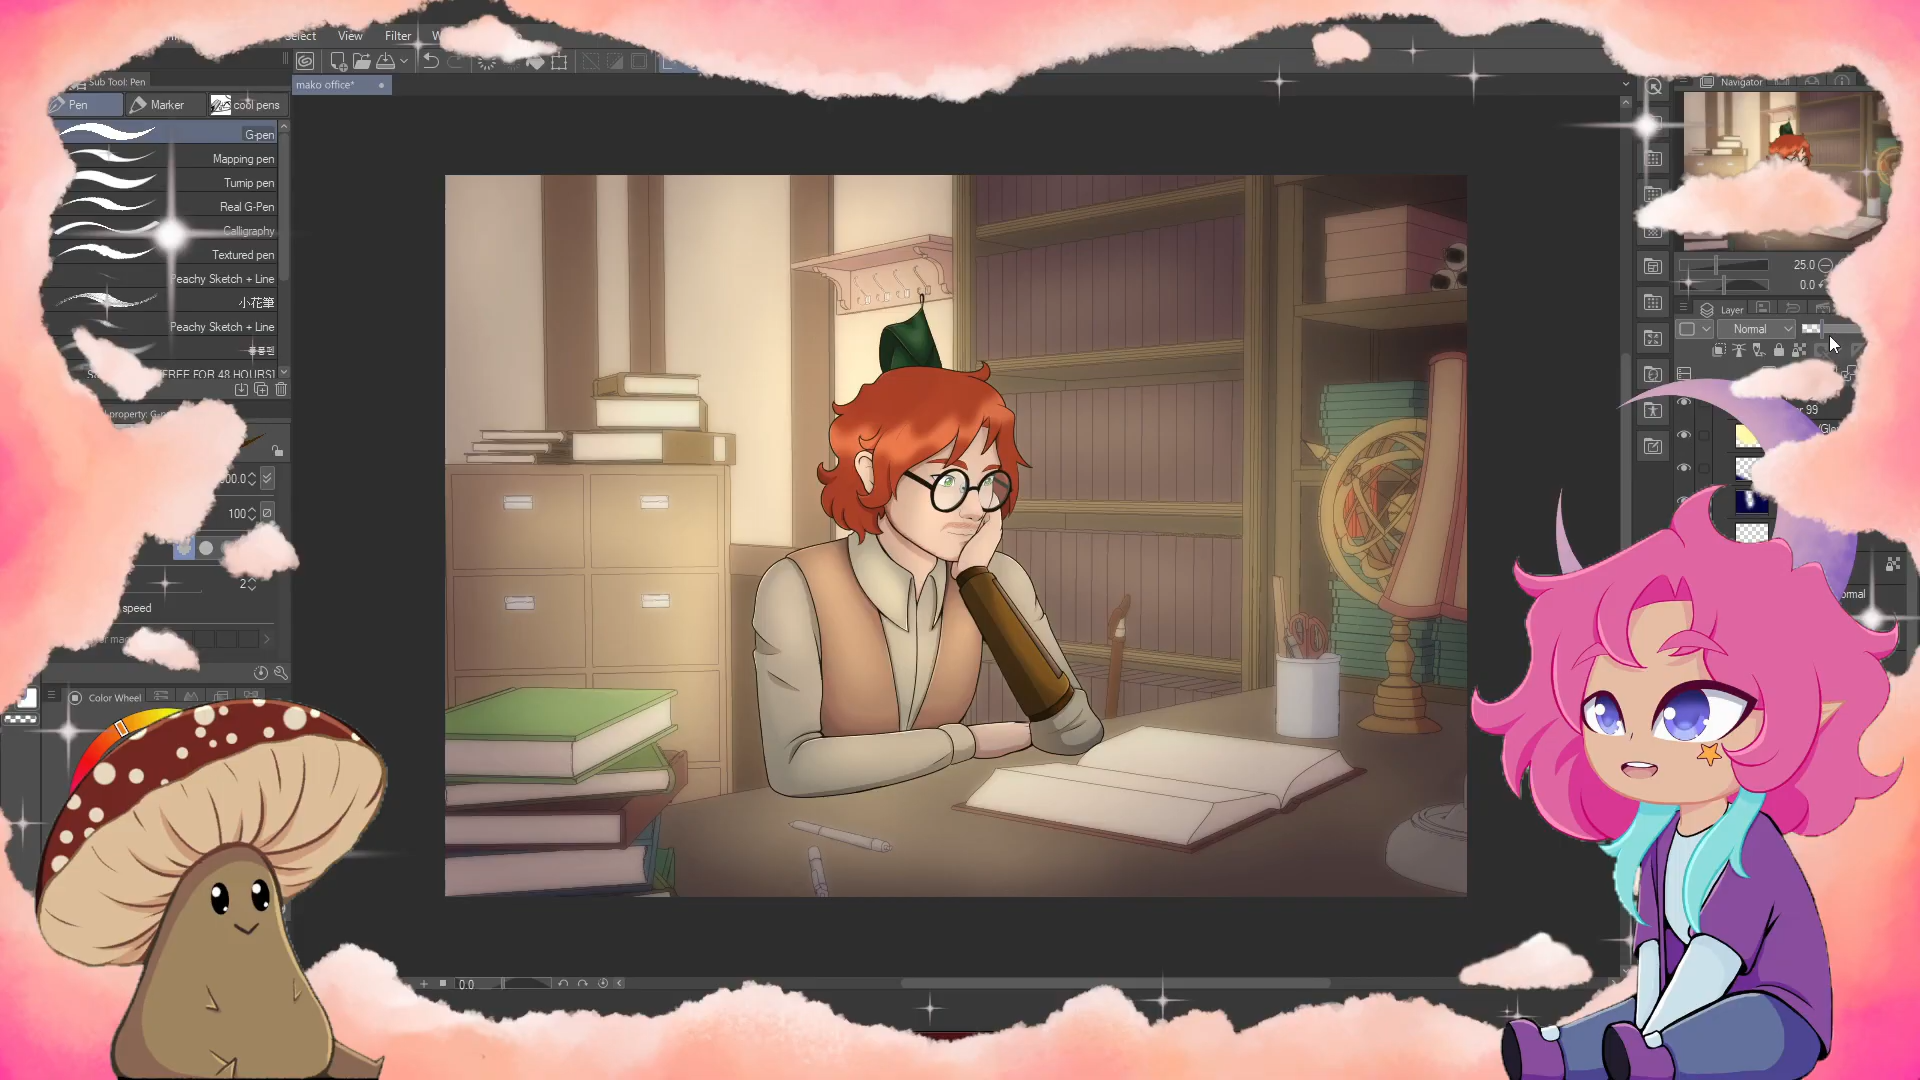 Select View Filter W
Sub Tool: Pen
Navigator
mako office*
Pen Marker cool pens
G-pen
Mapping pen
Turnip pen
Real G-Pen
Calligraphy
Textured pen
Peachy Sketch + Line
小花筆
Peachy Sketch + Line
FREE FOR 48 HOURS]
25.0
0.0
Layer
Normal
property: G-
00.0
100
2
speed
Color Wheel
0.0